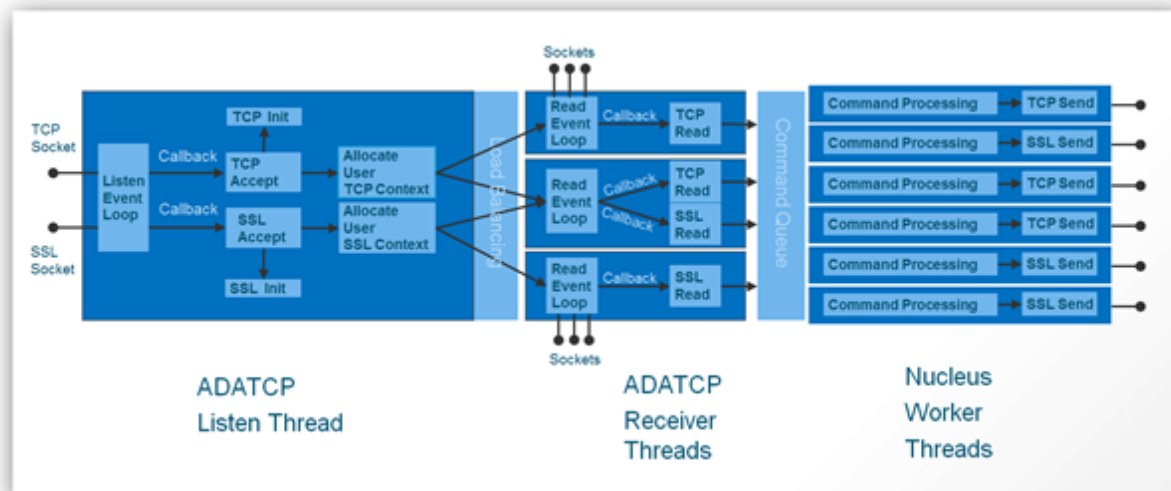 TCP
Socket
SSL
Socket
Listen
Event
Loop
Callback
Callback
TCP Init
TCP
Accept
SSL
Accept
SSL Init
Allocate
User
TCP Context
Allocate
User
SSL Context
Load Balancing
Sockets
Read
Event
Loop
Callback
TCP
Read
Read
Event
Loop
Callback
Callback
TCP
Read
SSL
Read
Read
Event
Loop
Callback
SSL
Read
Sockets
Command Queue
Command Processing
TCP Send
Command Processing
SSL Send
Command Processing
TCP Send
Command Processing
TCP Send
Command Processing
SSL Send
Command Processing
SSL Send
ADATCP
Listen Thread
ADATCP
Receiver
Threads
Nucleus
Worker
Threads